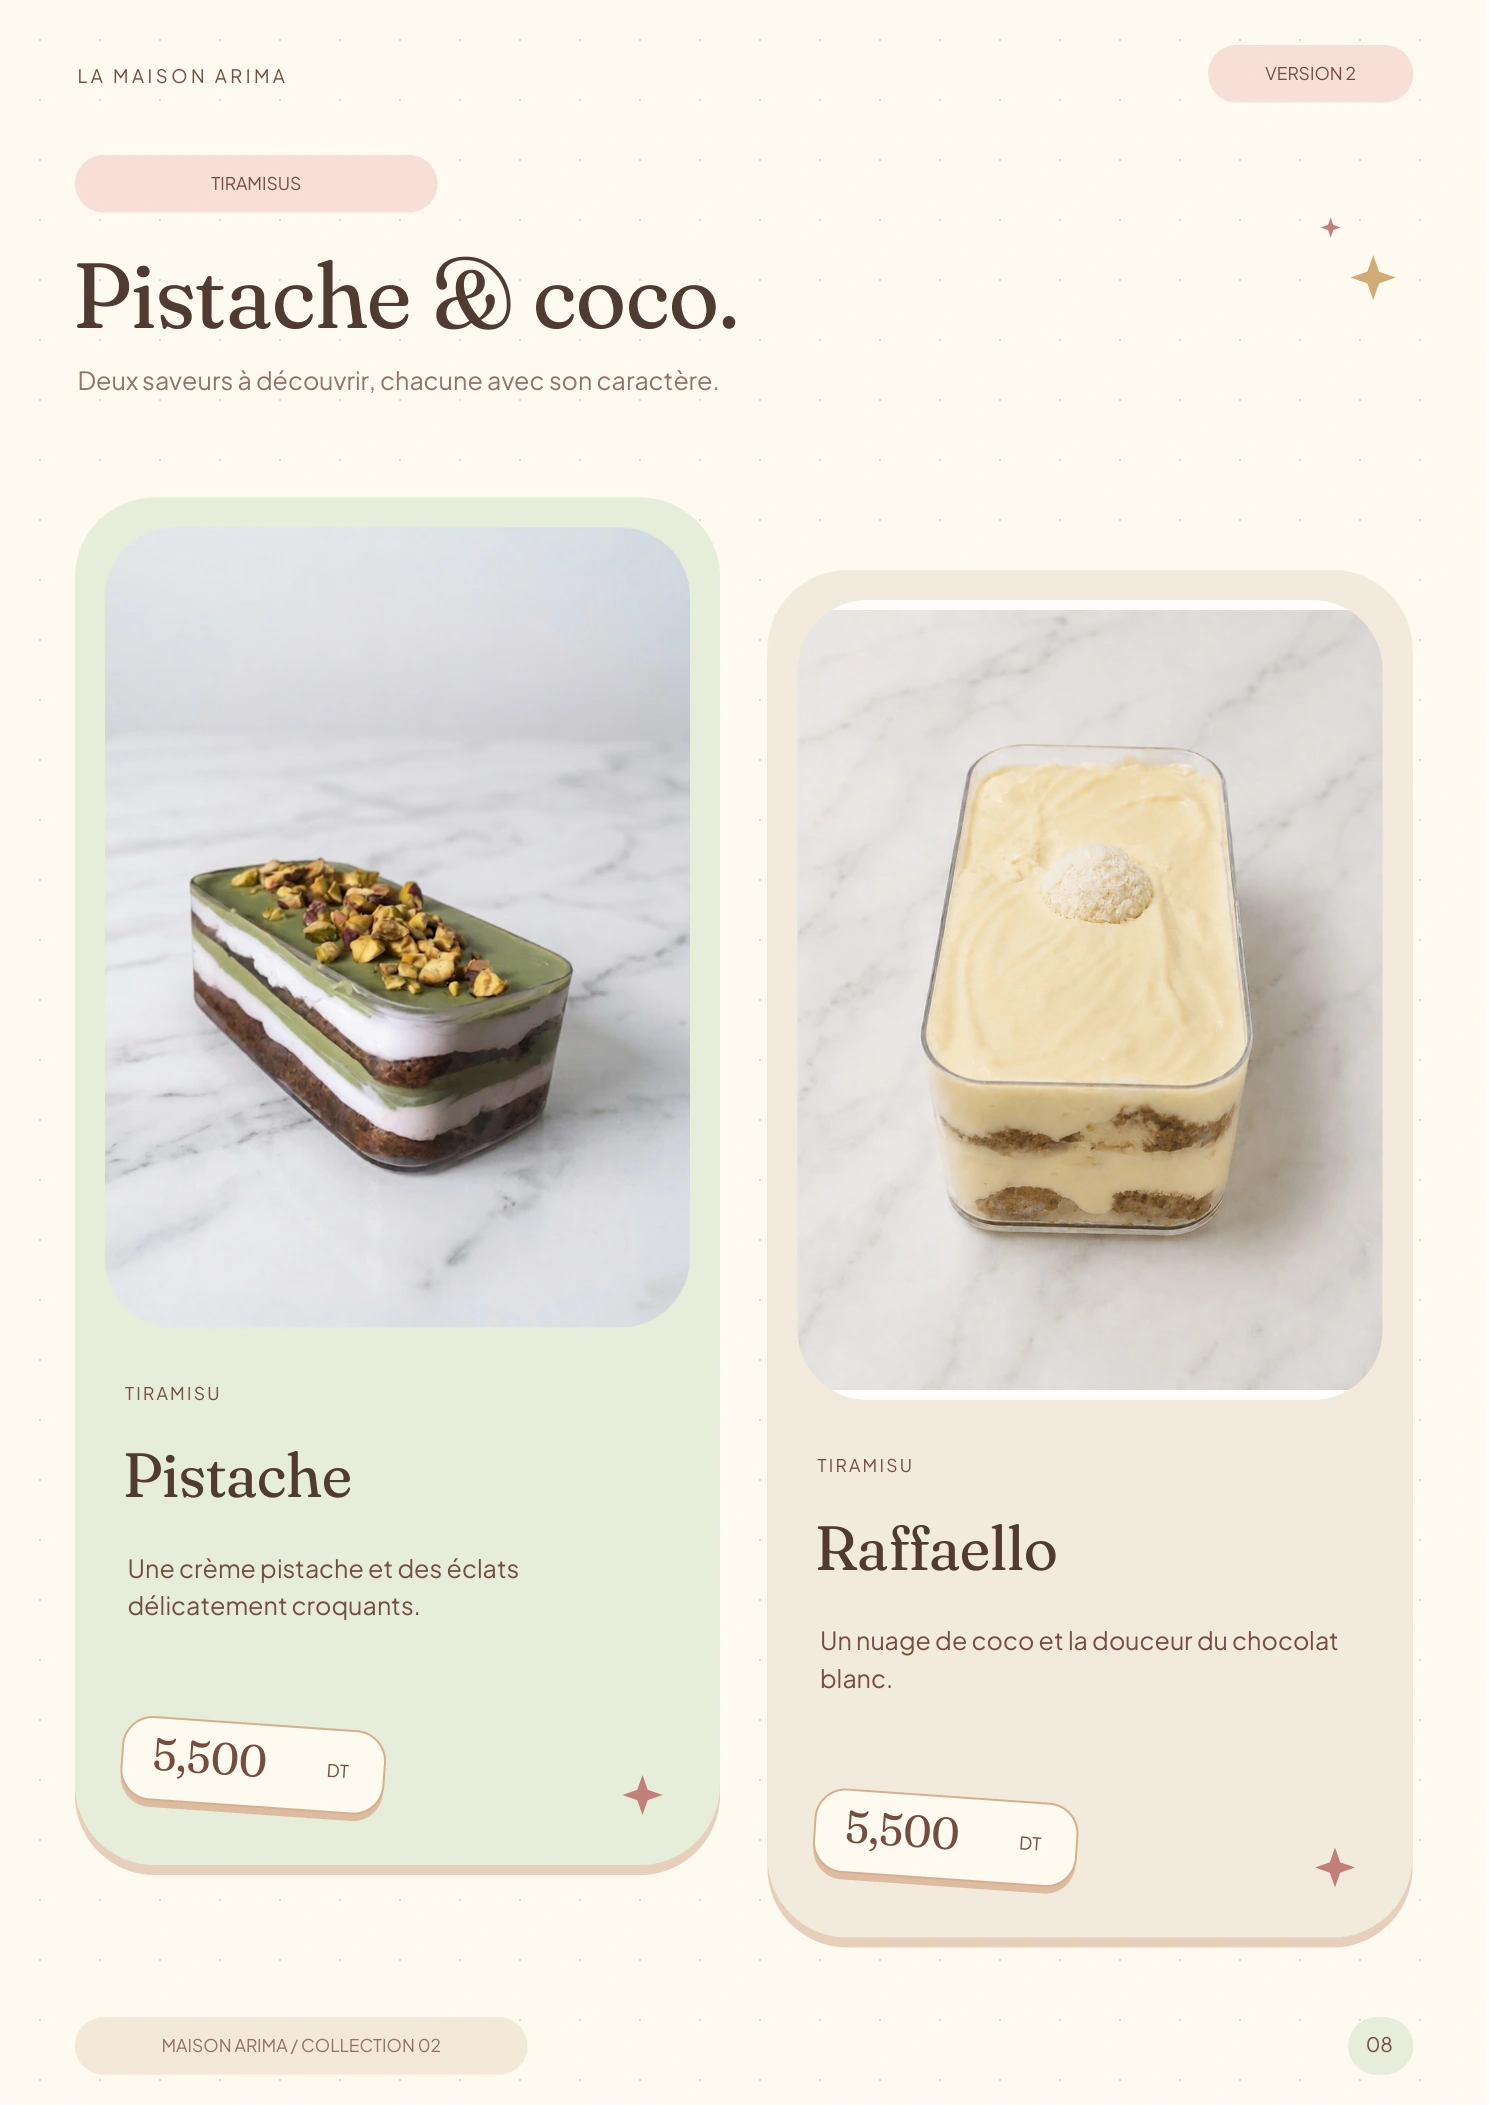 LA MAISON ARIMA
VERSION 2
TIRAMISUS
Pistache & coco.
Deux saveurs à découvrir, chacune avec son caractère.
TIRAMISU
Pistache
Une crème pistache et des éclats
délicatement croquants.
5,500 DT
TIRAMISU
Raffaello
Un nuage de coco et la douceur du chocolat
blanc.
5,500 DT
MAISON ARIMA / COLLECTION 02
08